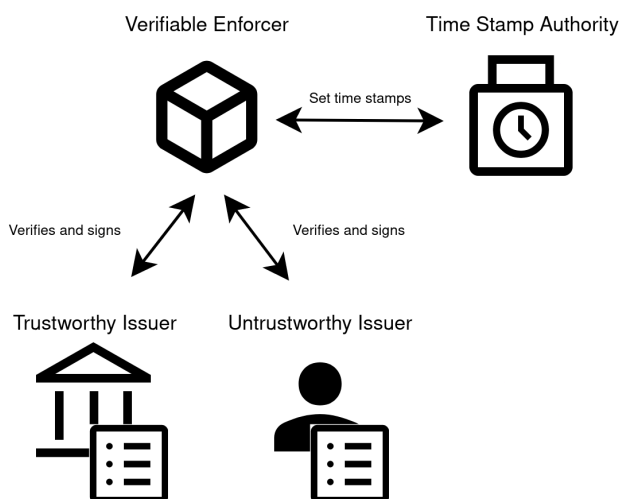 Verifiable Enforcer
Time Stamp Authority
Set time stamps
Verifies and signs
Verifies and signs
Trustworthy Issuer
Untrustworthy Issuer